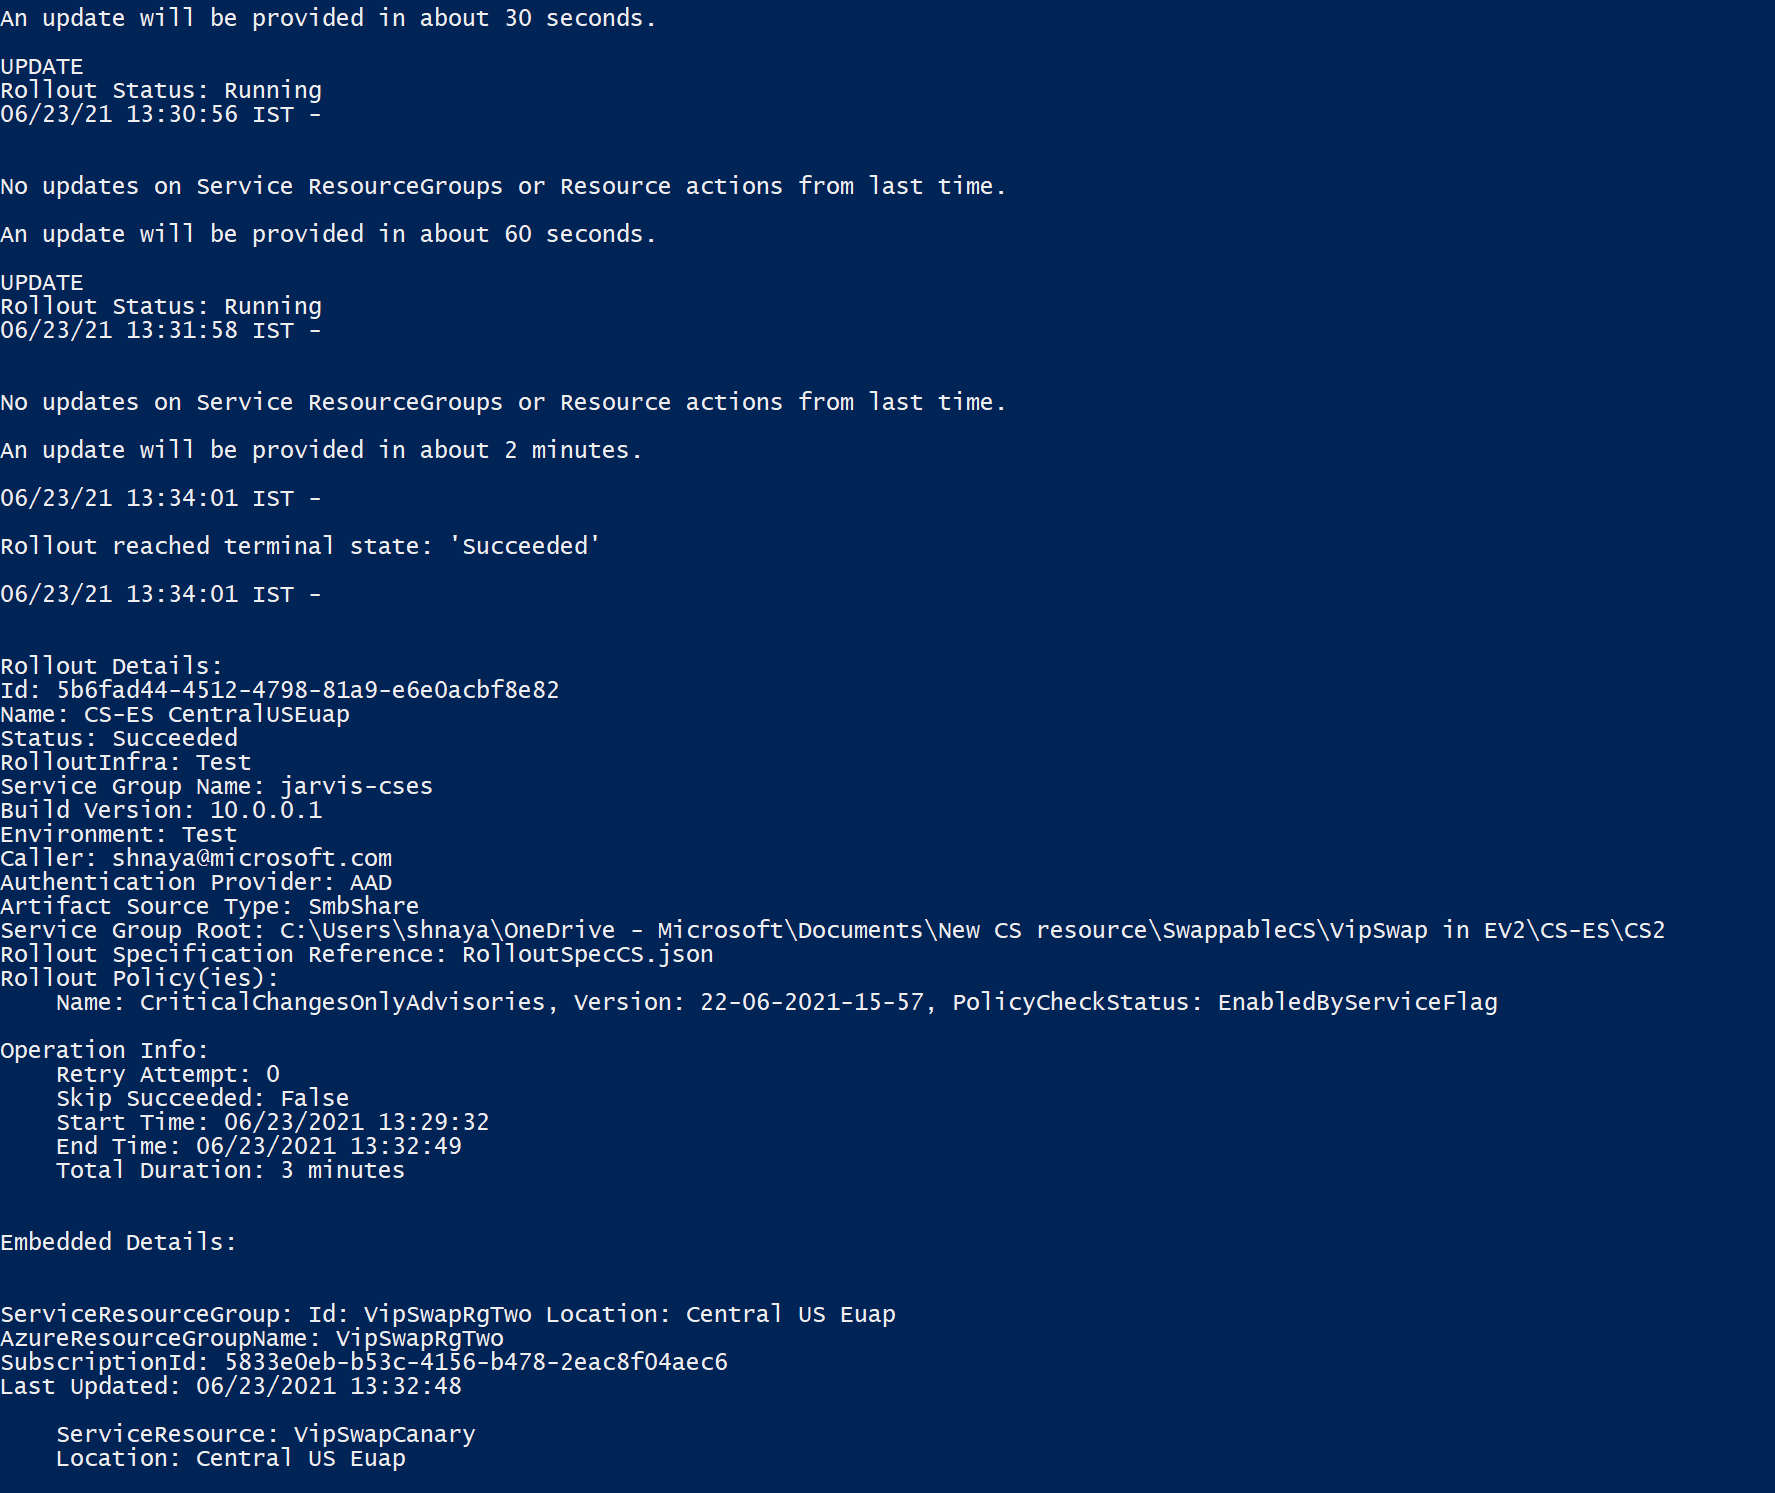 An update will be provided in about 30 seconds.
UPDATE
Rollout Status: Running
06/23/21 13:30:56 IST -
No updates on Service ResourceGroups or Resource actions from last time.
An update will be provided in about 60 seconds.
UPDATE
Rollout Status: Running
06/23/21 13:31:58 IST -
No updates on Service ResourceGroups or Resource actions from last time.
An update will be provided in about 2 minutes.
06/23/21 13:34:01 IST -
Rollout reached terminal state: 'Succeeded'
06/23/21 13:34:01 IST -
Rollout Details:
Id: 5b6fad44-4512-4798-81a9-e6e0acbf8e82
Name: CS-ES CentralUSEuap
Status: Succeeded
RolloutInfra: Test
Service Group Name: jarvis-cses
Build Version: 10.0.0.1
Environment: Test
Caller: shnaya@microsoft.com
Authentication Provider: AAD
Artifact Source Type: SmbShare
Service Group Root: C:\Users\shnaya\OneDrive - Microsoft\Documents\New CS resource\SwappableCS\VipSwap in EV2\CS-ES\CS2
Rollout Specification Reference: RolloutSpecCS.json
Rollout Policy(ies):
    Name: CriticalChangesOnlyAdvisories, Version: 22-06-2021-15-57, PolicyCheckStatus: EnabledByServiceFlag
Operation Info:
    Retry Attempt: 0
    Skip Succeeded: False
    Start Time: 06/23/2021 13:29:32
    End Time: 06/23/2021 13:32:49
    Total Duration: 3 minutes
Embedded Details:
ServiceResourceGroup: Id: VipSwapRgTwo Location: Central US Euap
AzureResourceGroupName: VipSwapRgTwo
SubscriptionId: 5833e0eb-b53c-4156-b478-2eac8f04aec6
Last Updated: 06/23/2021 13:32:48
    ServiceResource: VipSwapCanary
    Location: Central US Euap